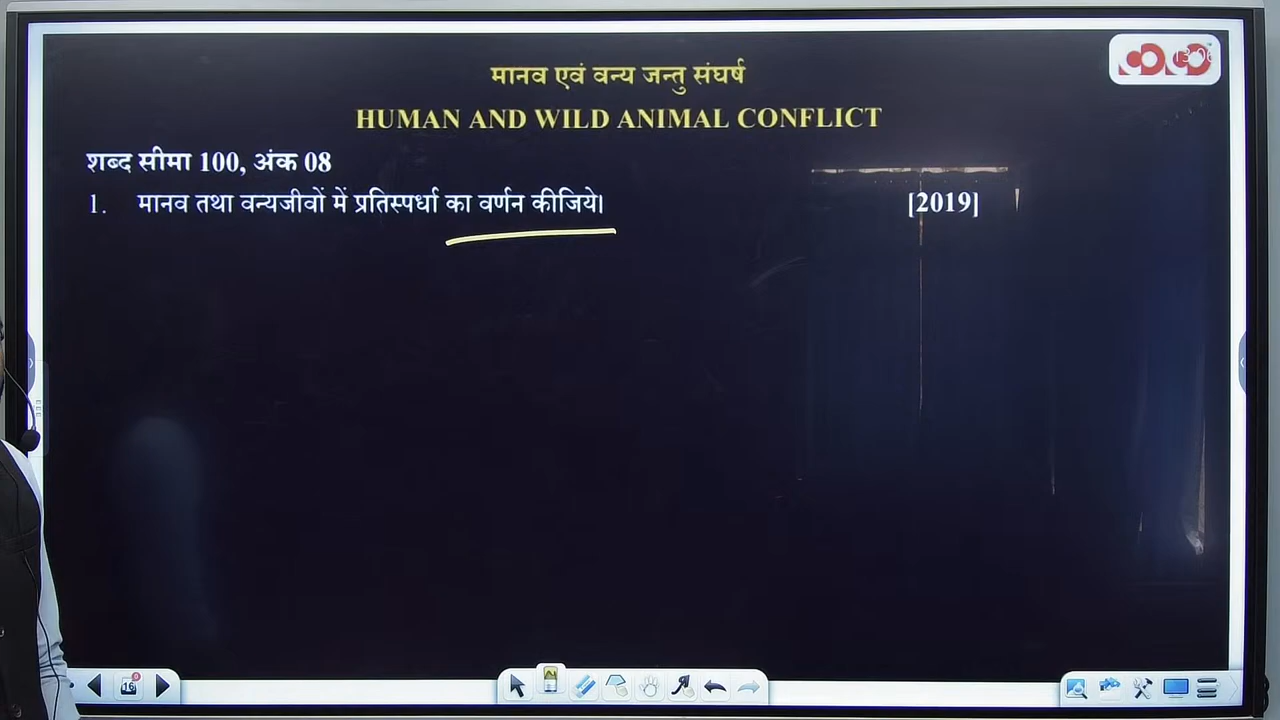 मानव एवं वन्य जन्तु संघर्ष
HUMAN AND WILD ANIMAL CONFLICT
शब्द सीमा 100, अंक 08
1. मानव तथा वन्यजीवों में प्रतिस्पर्धा का वर्णन कीजिये। [2019]
16